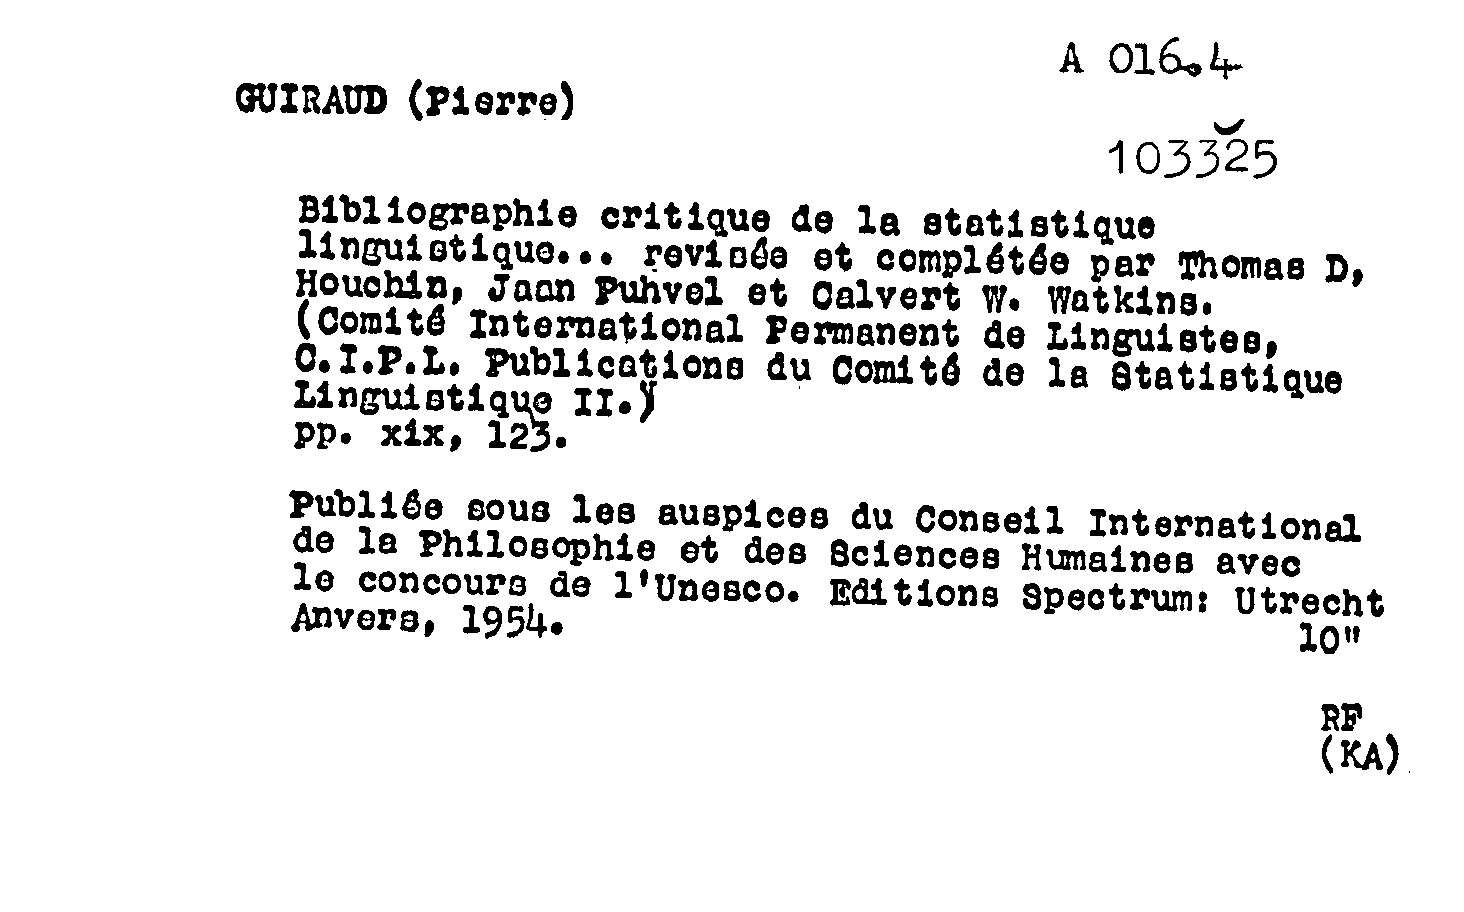 A 016.4
GUIRAUD (Pierre)
103325
Bibliographie critique de la statistique
linguistique... revisée et complétée par Thomas D,
Houchin, Jaan Puhvel et Calvert W. Watkins.
(Comité International Permanent de Linguistes,
C.I.P.L. Publications du Comité de la Statistique
Linguistique II.)
pp. xix, 123.
Publiée sous les auspices du Conseil International
de la Philosophie et des Sciences Humaines avec
le concours de l'Unesco. Editions Spectrum: Utrecht
Anvers, 1954.
10"
RF
(KA)